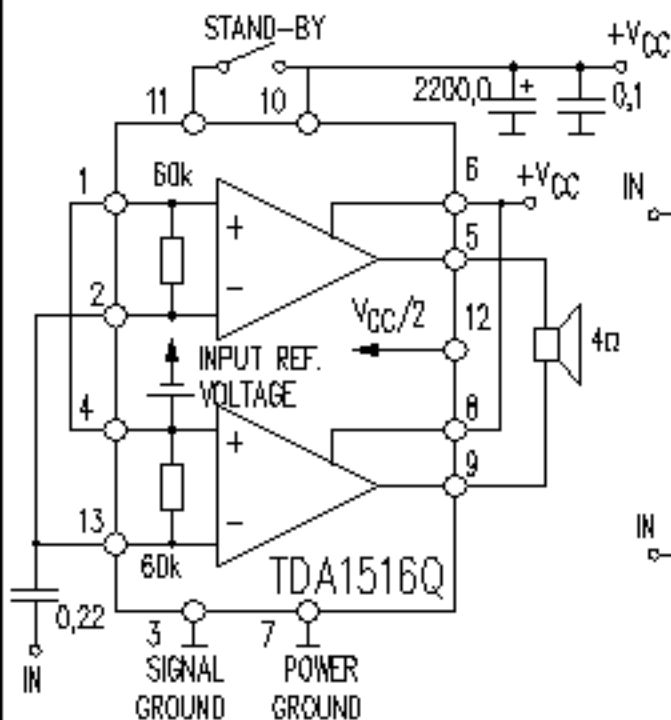 STAND-BY
+VCC
2200,0
+
0,1
11
10
1
60k
6
+VCC
IN
+
5
2
−
VCC/2
12
INPUT REF.
VOLTAGE
4Ω
4
+
8
9
13
−
IN
60k
TDA1516Q
0,22
3
7
IN
SIGNAL
GROUND
POWER
GROUND